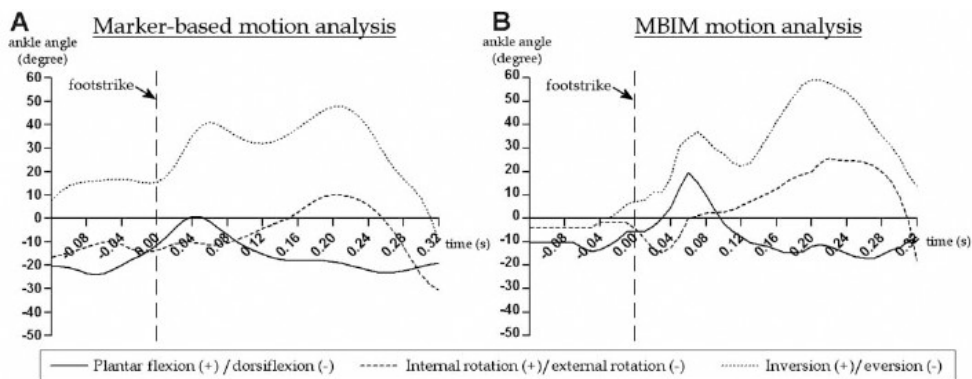 A Marker-based motion analysis
ankle angle
(degree)
footstrike
60
50
40
30
20
10
0
-10
-20
-30
-40
-50
-0.08 -0.04 0.00 0.04 0.08 0.12 0.16 0.20 0.24 0.28 0.32 time (s)
B MBIM motion analysis
ankle angle
(degree)
footstrike
60
50
40
30
20
10
0
-10
-20
-30
-40
-50
-0.08 -0.04 0.00 0.04 0.08 0.12 0.16 0.20 0.24 0.28 0.32 time (s)
Plantar flexion (+) /dorsiflexion (-) Internal rotation (+)/external rotation (-) Inversion (+)/eversion (-)